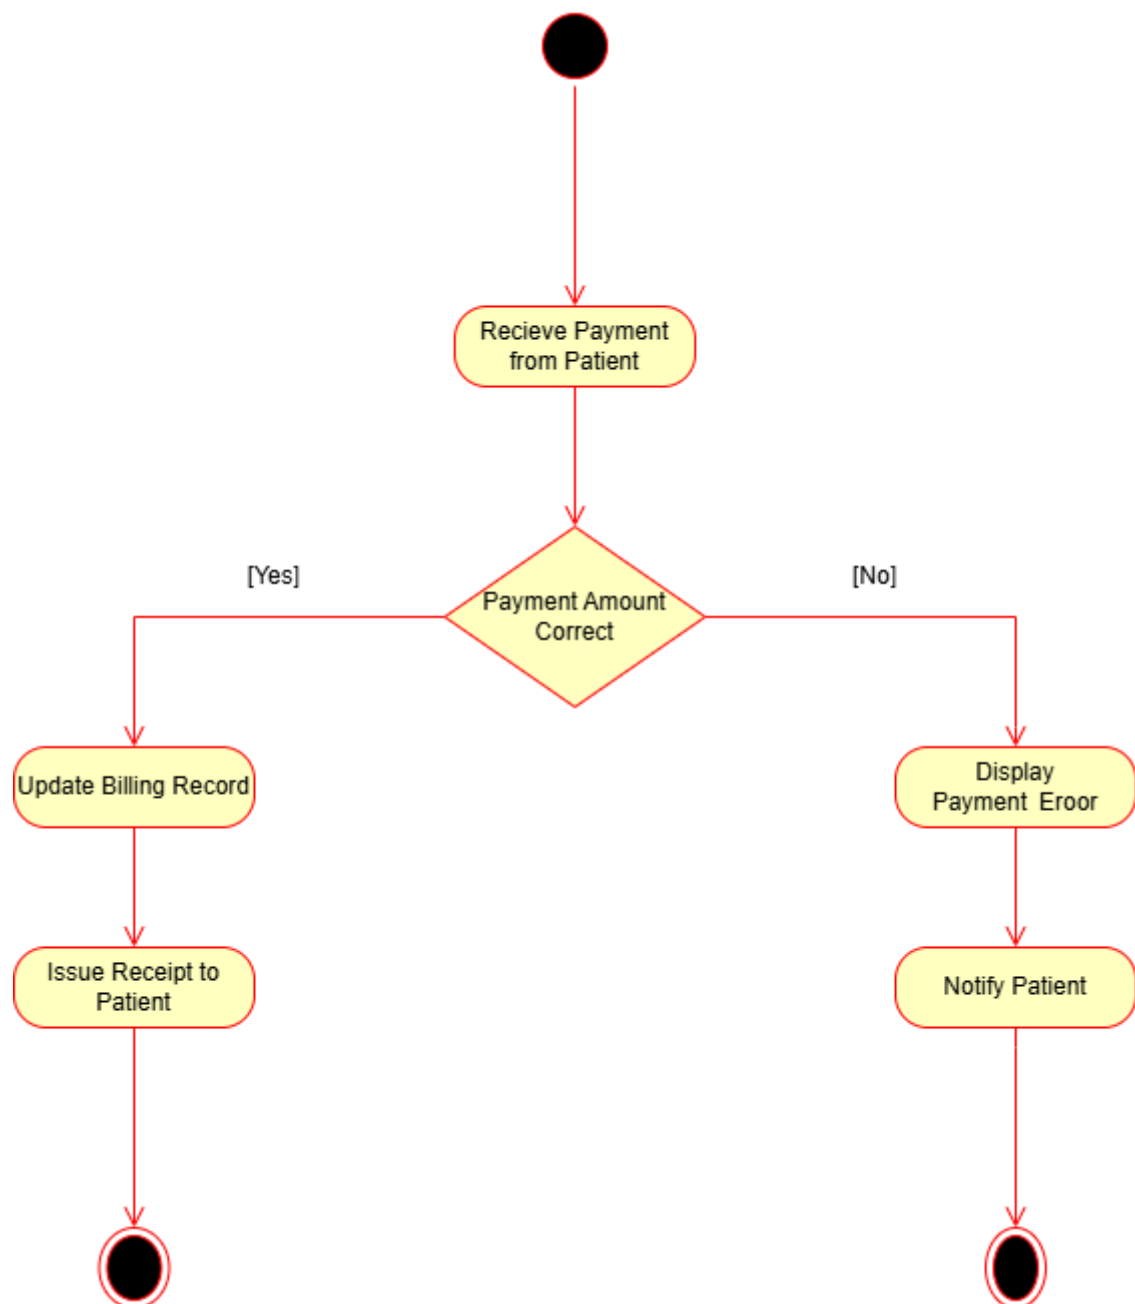 Recieve Payment
from Patient
[Yes]
[No]
Payment Amount
Correct
Update Billing Record
Display
Payment  Eroor
Issue Receipt to
Patient
Notify Patient